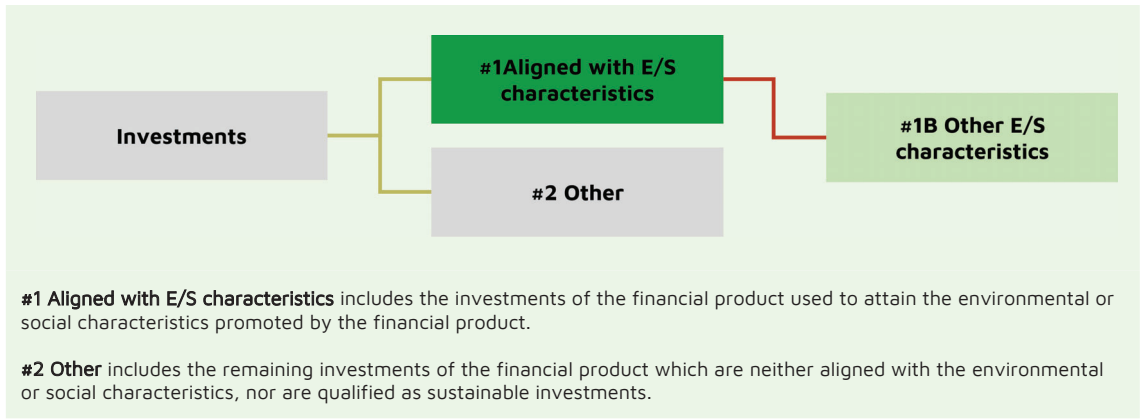 #1Aligned with E/S
characteristics
Investments
#1B Other E/S
characteristics
#2 Other
#1 Aligned with E/S characteristics includes the investments of the financial product used to attain the environmental or
social characteristics promoted by the financial product.
#2 Other includes the remaining investments of the financial product which are neither aligned with the environmental
or social characteristics, nor are qualified as sustainable investments.